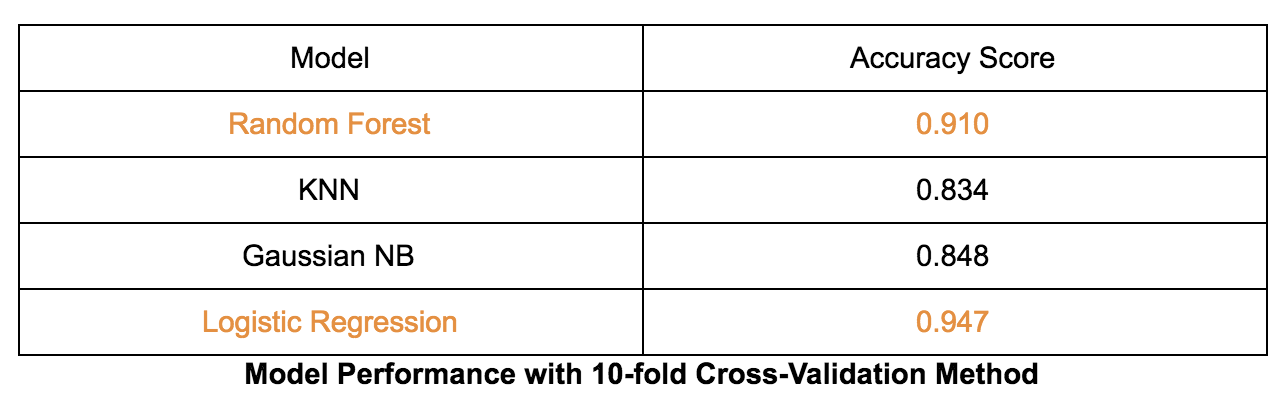 Model Accuracy Score
Random Forest 0.910
KNN 0.834
Gaussian NB 0.848
Logistic Regression 0.947
Model Performance with 10-fold Cross-Validation Method